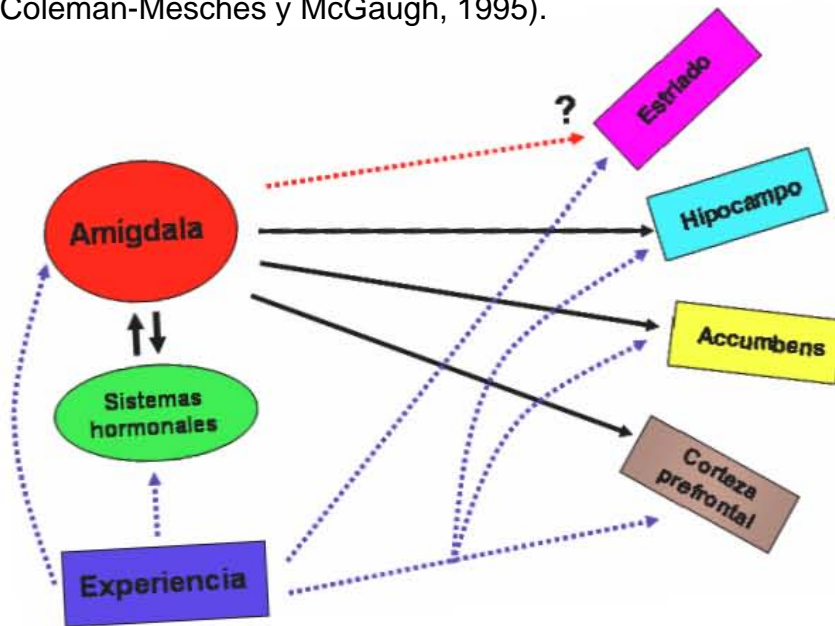 Coleman-Mesches y McGaugh, 1995).
?
Estriado
Amigdala
Hipocampo
Accumbens
Sistemas
hormonales
Corteza
prefrontal
Experiencia